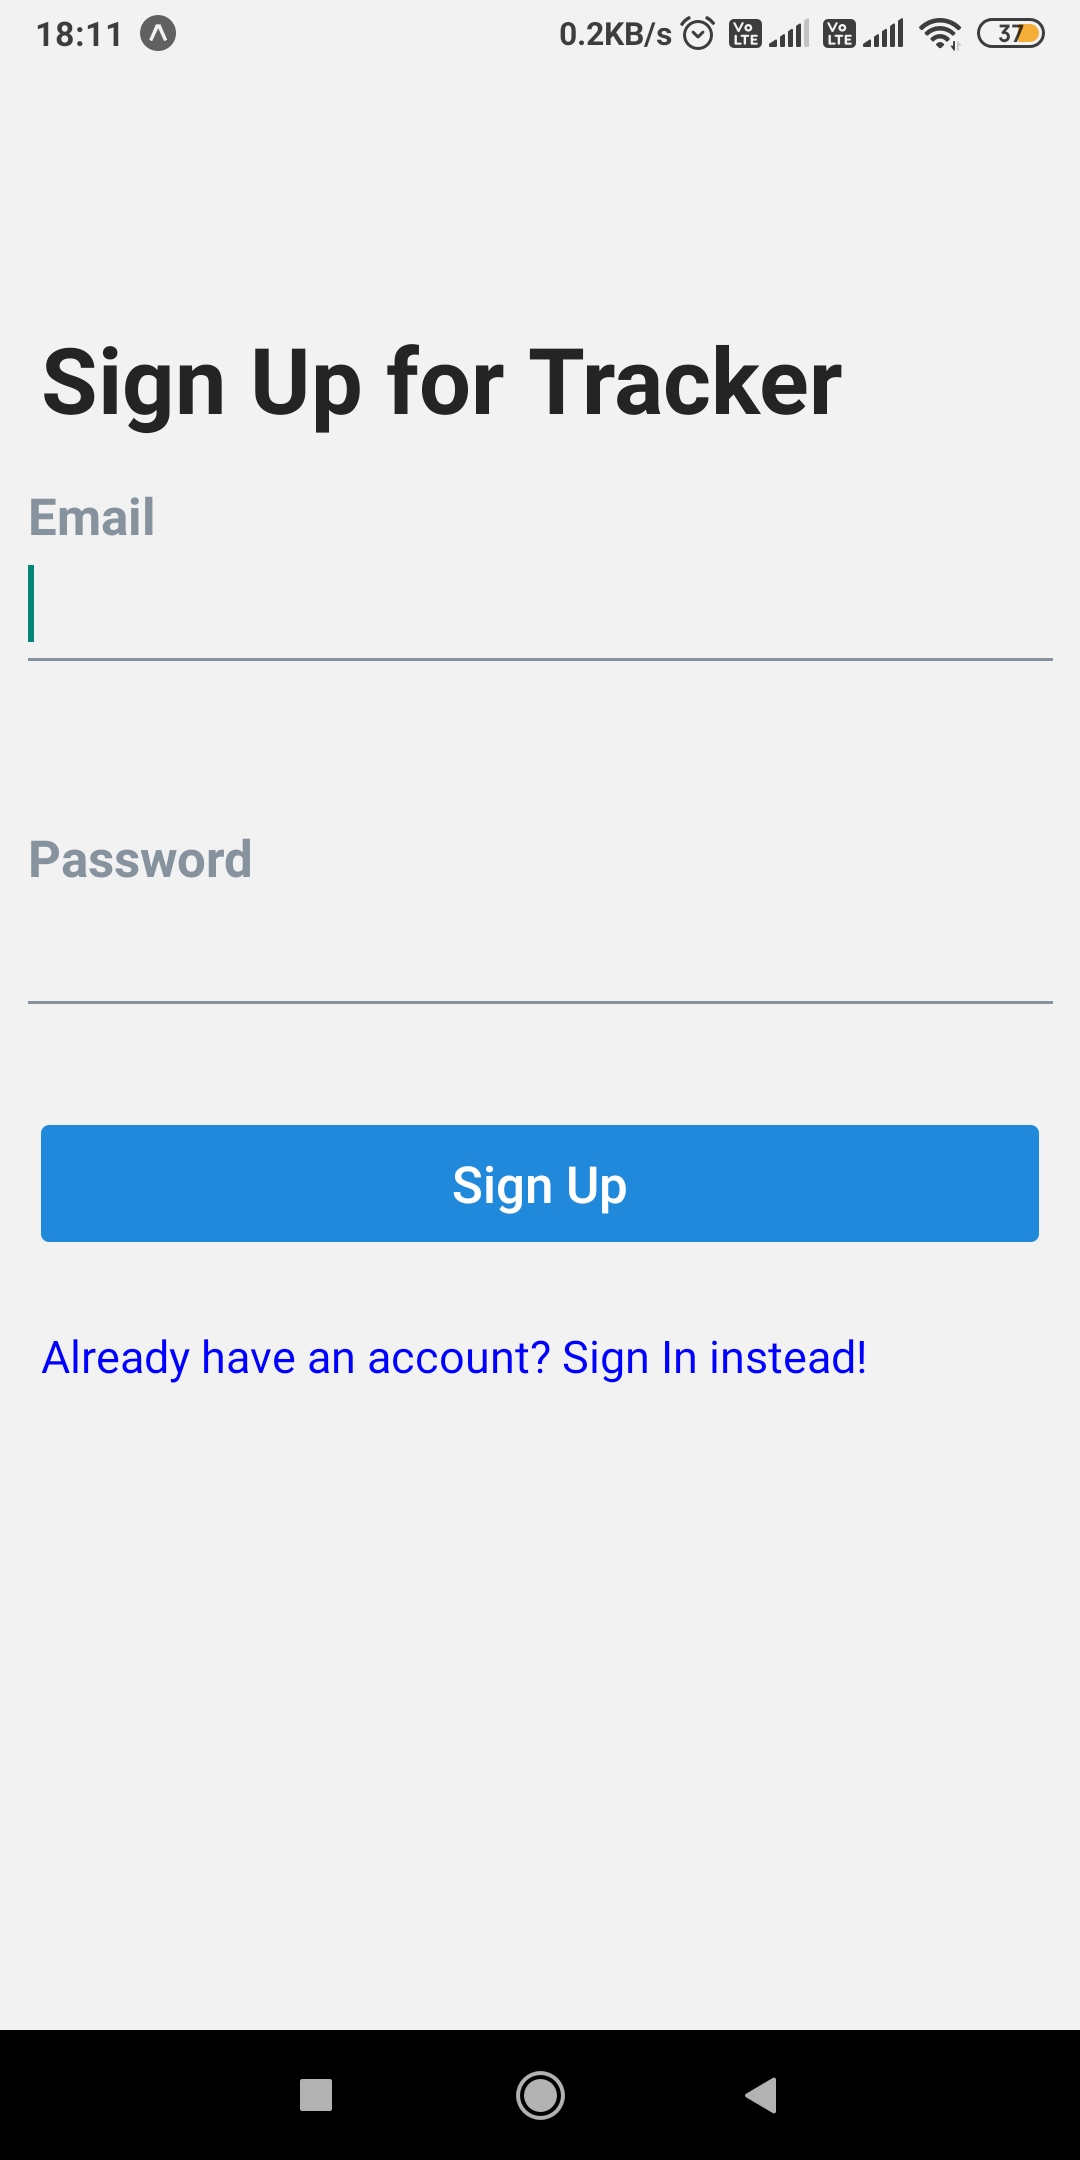 18:11 0.2KB/s Vo LTE Vo LTE 37
Sign Up for Tracker
Email
Password
Sign Up
Already have an account? Sign In instead!